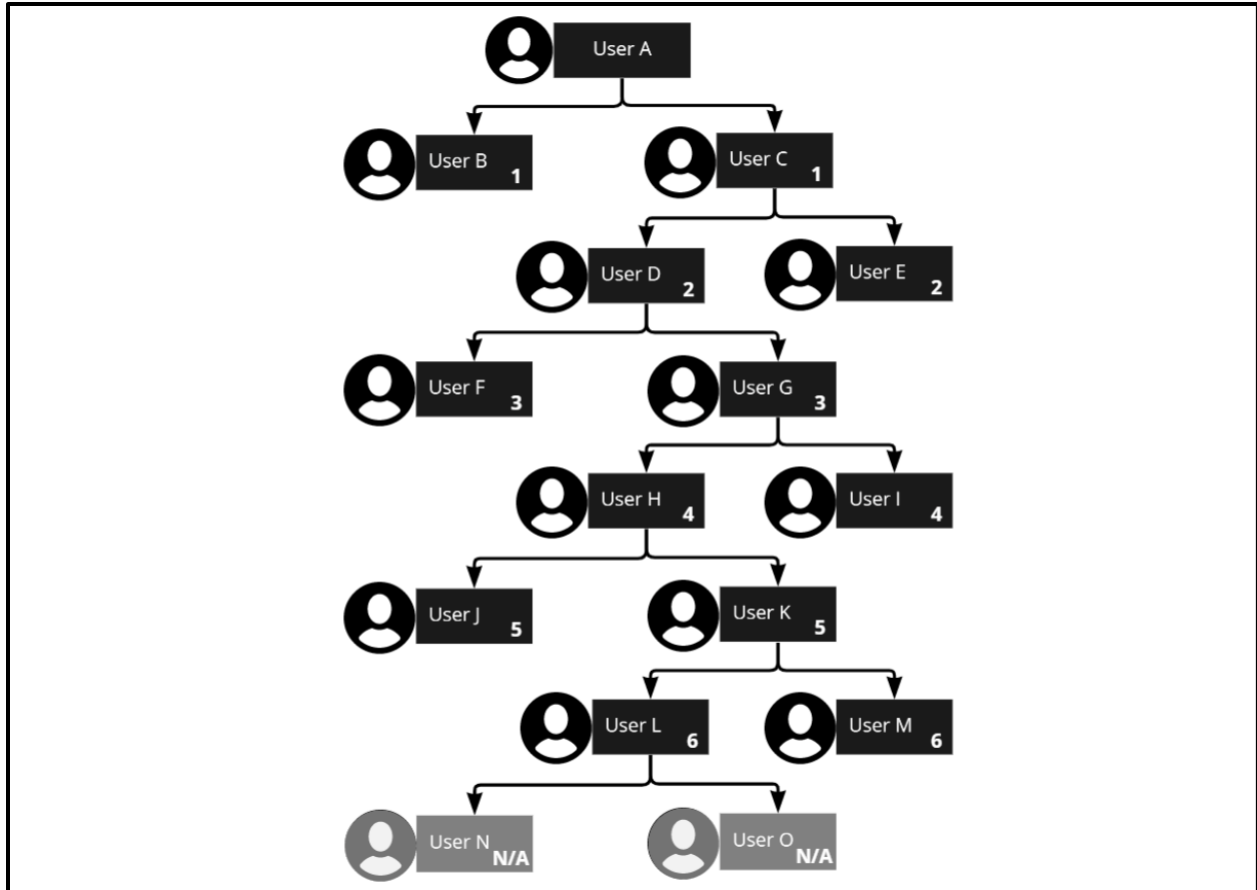 User A
User B
1
User C
1
User D
2
User E
2
User F
3
User G
3
User H
4
User I
4
User J
5
User K
5
User L
6
User M
6
User N
N/A
User O
N/A